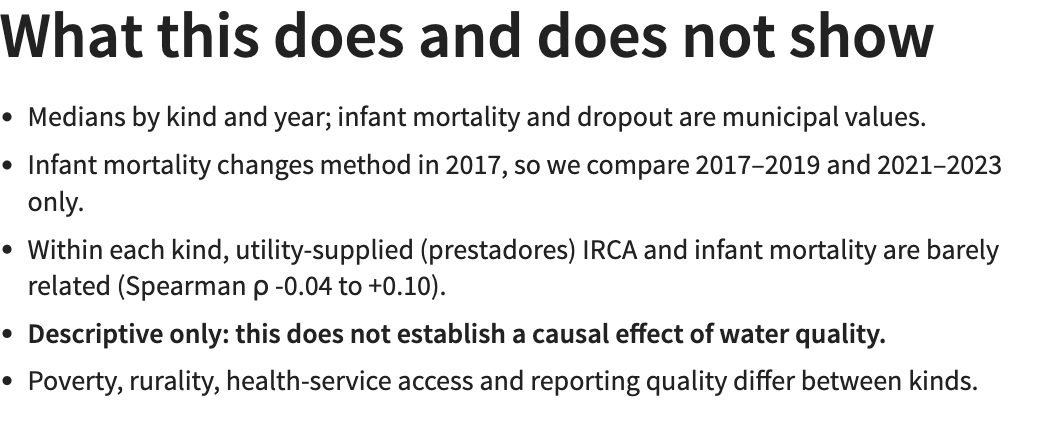 What this does and does not show
• Medians by kind and year; infant mortality and dropout are municipal values.
• Infant mortality changes method in 2017, so we compare 2017–2019 and 2021–2023
only.
• Within each kind, utility-supplied (prestadores) IRCA and infant mortality are barely
related (Spearman ρ -0.04 to +0.10).
• Descriptive only: this does not establish a causal effect of water quality.
• Poverty, rurality, health-service access and reporting quality differ between kinds.